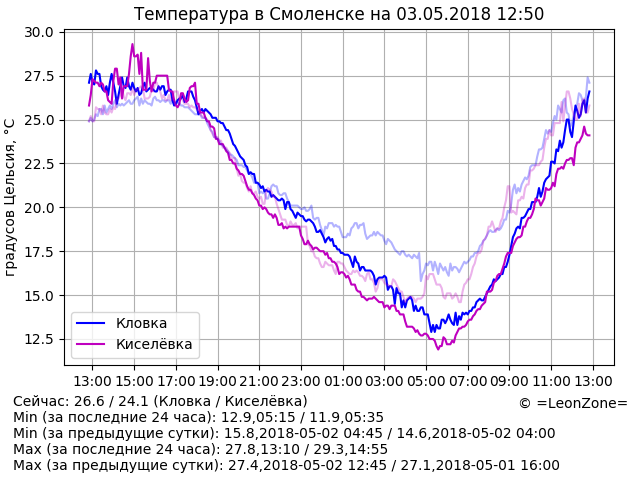 Температура в Смоленске на 03.05.2018 12:50
градусов Цельсия, °C
30.0
27.5
25.0
22.5
20.0
17.5
15.0
12.5
Кловка
Киселёвка
13:00 15:00 17:00 19:00 21:00 23:00 01:00 03:00 05:00 07:00 09:00 11:00 13:00
Сейчас: 26.6 / 24.1 (Кловка / Киселёвка)
© =LeonZone=
Min (за последние 24 часа): 12.9,05:15 / 11.9,05:35
Min (за предыдущие сутки): 15.8,2018-05-02 04:45 / 14.6,2018-05-02 04:00
Max (за последние 24 часа): 27.8,13:10 / 29.3,14:55
Max (за предыдущие сутки): 27.4,2018-05-02 12:45 / 27.1,2018-05-01 16:00